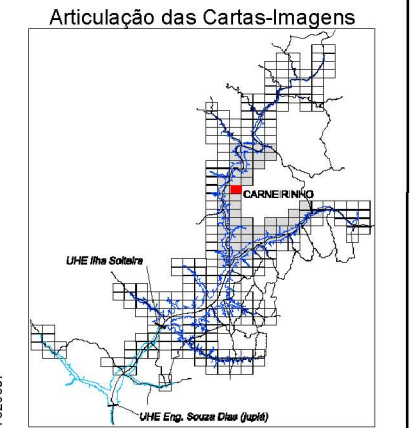 Articulação das Cartas-Imagens
CARNEIRINHO
UHE Ilha Solteira
UHE Eng. Souza Dias (jupiá)